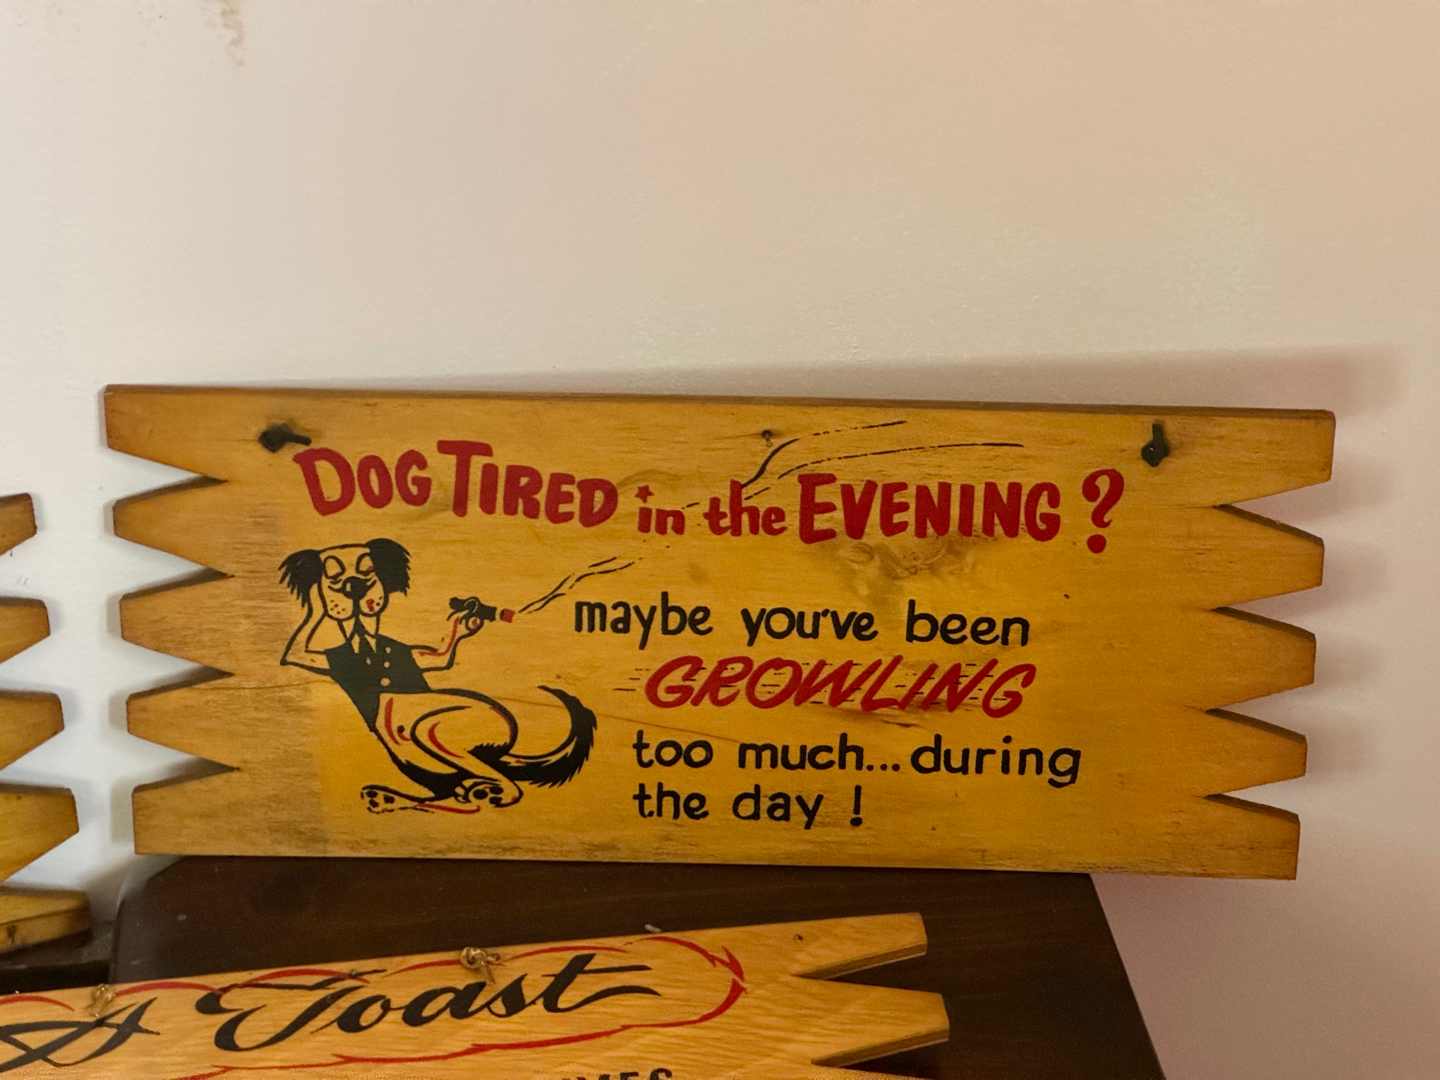 DOG TIRED in the EVENING ?
maybe you've been
GROWLING
too much... during
the day !
A Toast